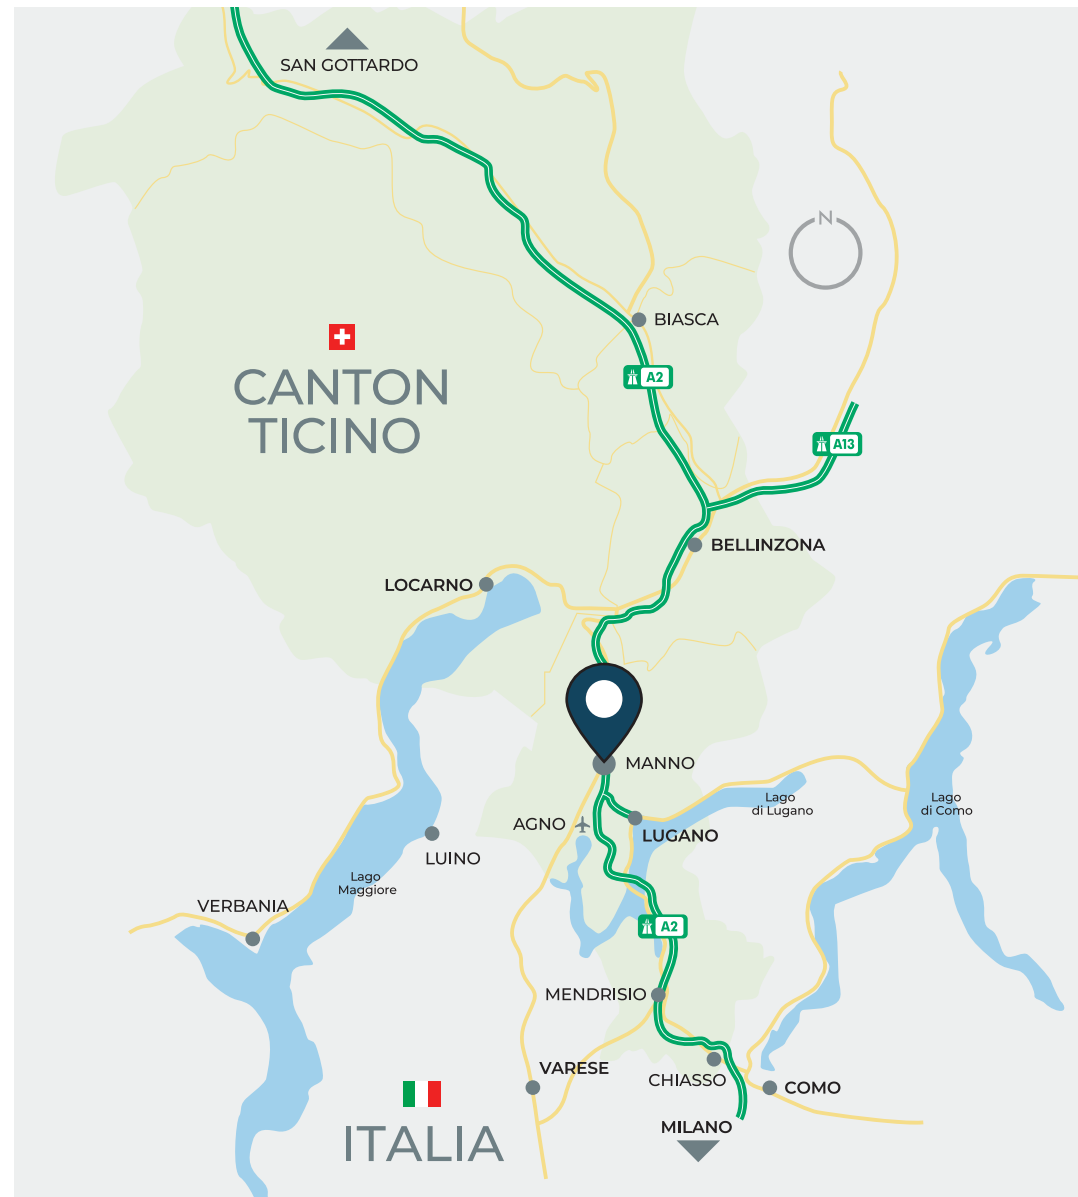 SAN GOTTARDO
N
BIASCA
CANTON
TICINO
A2
A13
BELLINZONA
LOCARNO
MANNO
Lago
di Lugano
Lago
di Como
AGNO
LUGANO
LUINO
Lago
Maggiore
VERBANIA
A2
MENDRISIO
VARESE
CHIASSO
COMO
MILANO
ITALIA